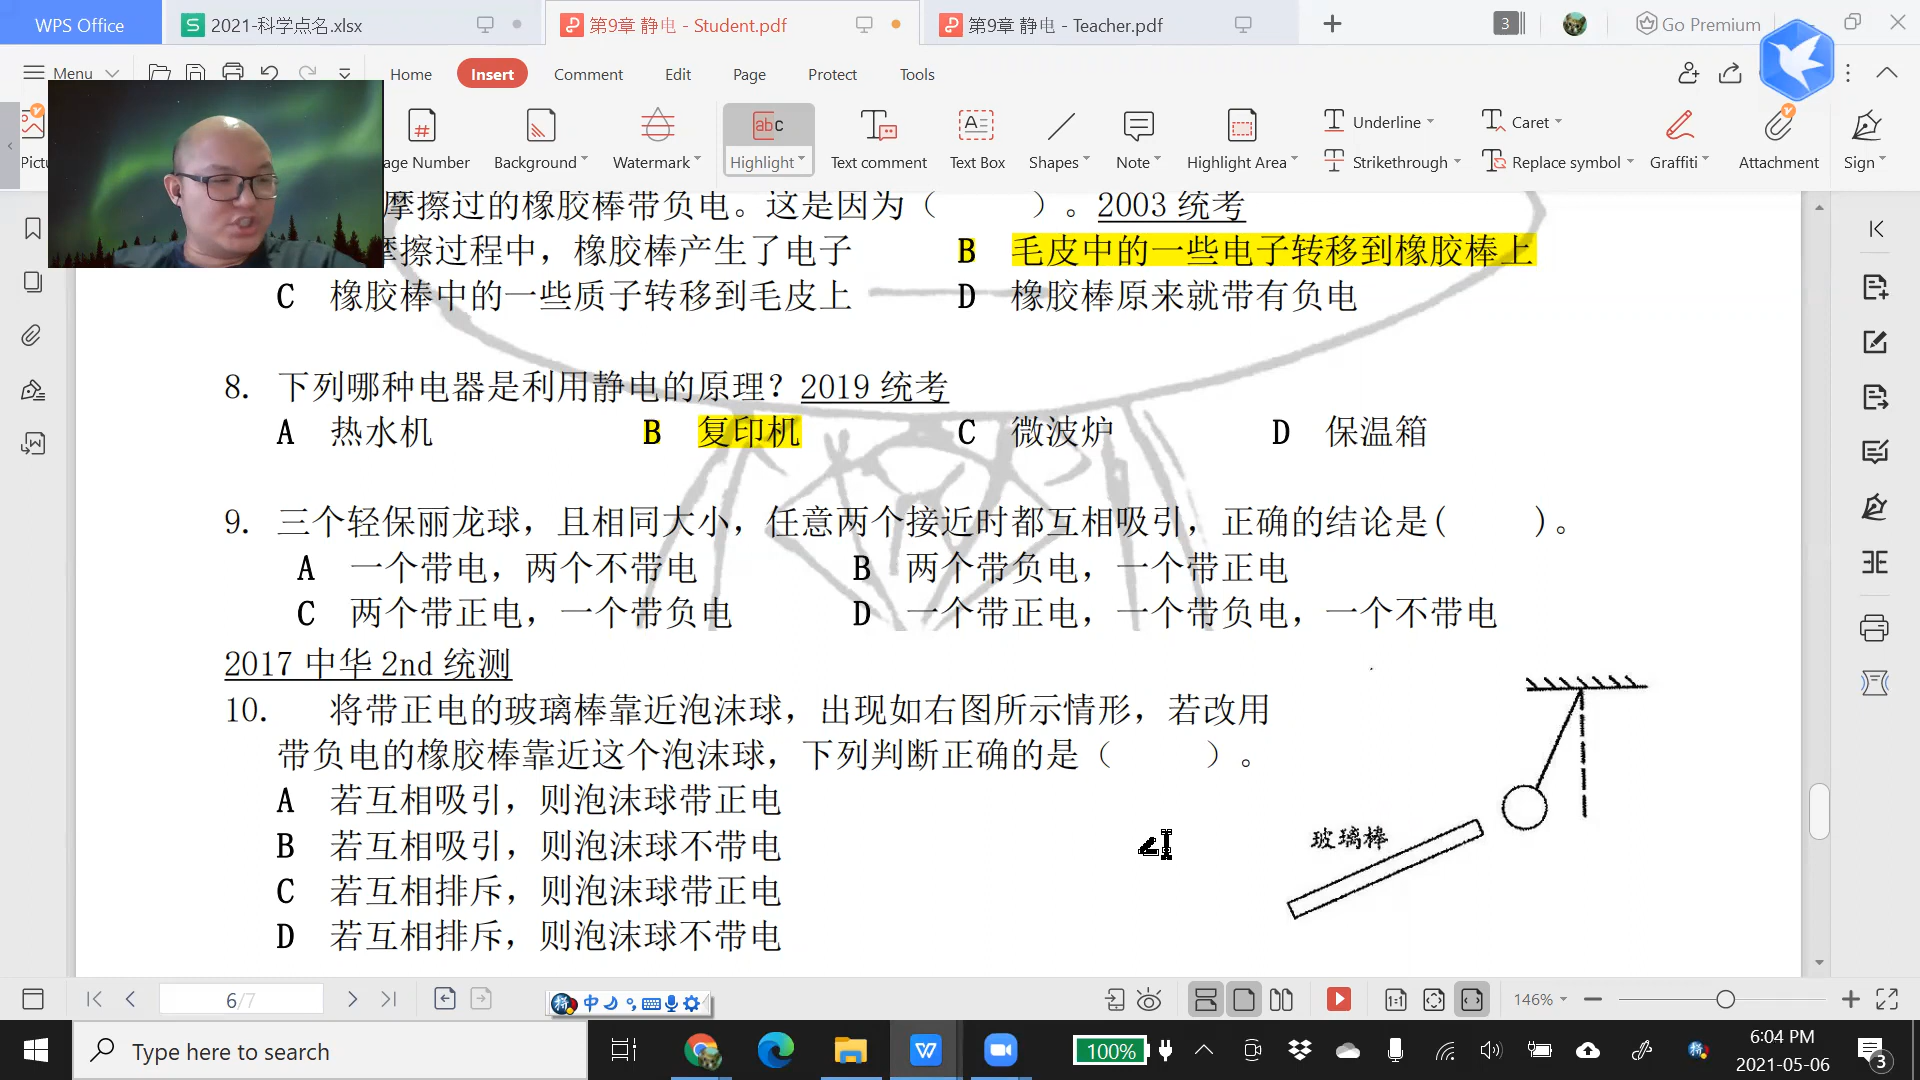 WPS Office
2021-科学点名.xlsx
第9章 静电 - Student.pdf
第9章 静电 - Teacher.pdf
3
Go Premium
Menu
Home
Insert
Comment
Edit
Page
Protect
Tools
Pictu
age Number
Background
Watermark
Highlight
Text comment
Text Box
Shapes
Note
Highlight Area
Underline
Strikethrough
Caret
Replace symbol
Graffiti
Attachment
Sign
摩擦过的橡胶棒带负电。这是因为（ ）。2003 统考
摩擦过程中，橡胶棒产生了电子 B 毛皮中的一些电子转移到橡胶棒上
C 橡胶棒中的一些质子转移到毛皮上 D 橡胶棒原来就带有负电
8. 下列哪种电器是利用静电的原理？2019 统考
A 热水机 B 复印机 C 微波炉 D 保温箱
9. 三个轻保丽龙球，且相同大小，任意两个接近时都互相吸引，正确的结论是( )。
A 一个带电，两个不带电 B 两个带负电，一个带正电
C 两个带正电，一个带负电 D 一个带正电，一个带负电，一个不带电
2017 中华 2nd 统测
10. 将带正电的玻璃棒靠近泡沫球，出现如右图所示情形，若改用
带负电的橡胶棒靠近这个泡沫球，下列判断正确的是（ ）。
A 若互相吸引，则泡沫球带正电
B 若互相吸引，则泡沫球不带电
C 若互相排斥，则泡沫球带正电
D 若互相排斥，则泡沫球不带电
玻璃棒
6/7
中
146%
Type here to search
100%
6:04 PM
2021-05-06
3